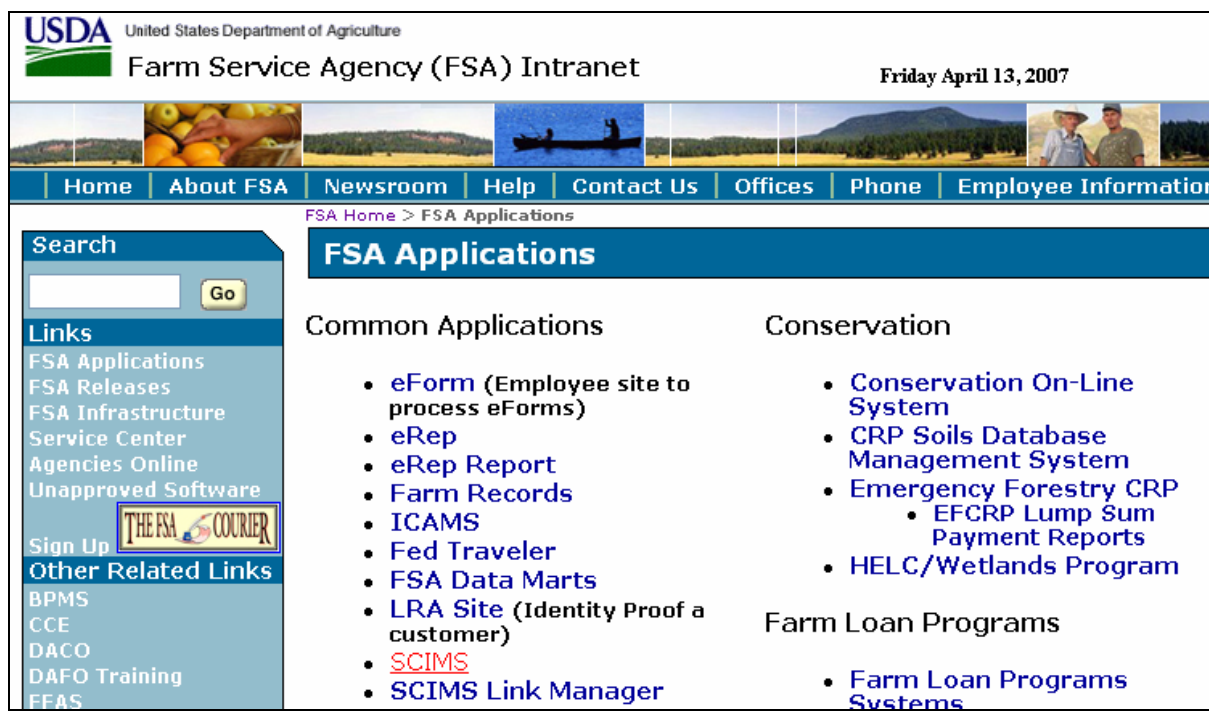 USDA United States Department of Agriculture
Farm Service Agency (FSA) Intranet
Friday April 13, 2007
Home | About FSA | Newsroom | Help | Contact Us | Offices | Phone | Employee Information
FSA Home > FSA Applications
Search
Go
Links
FSA Applications
FSA Releases
FSA Infrastructure
Service Center
Agencies Online
Unapproved Software
Sign Up THE FSA COURIER
Other Related Links
BPMS
CCE
DACO
DAFO Training
FFAS
FSA Applications
Common Applications
• eForm (Employee site to
process eForms)
• eRep
• eRep Report
• Farm Records
• ICAMS
• Fed Traveler
• FSA Data Marts
• LRA Site (Identity Proof a
customer)
• SCIMS
• SCIMS Link Manager
Conservation
• Conservation On-Line
System
• CRP Soils Database
Management System
• Emergency Forestry CRP
• EFCRP Lump Sum
Payment Reports
• HELC/Wetlands Program
Farm Loan Programs
• Farm Loan Programs
Systems